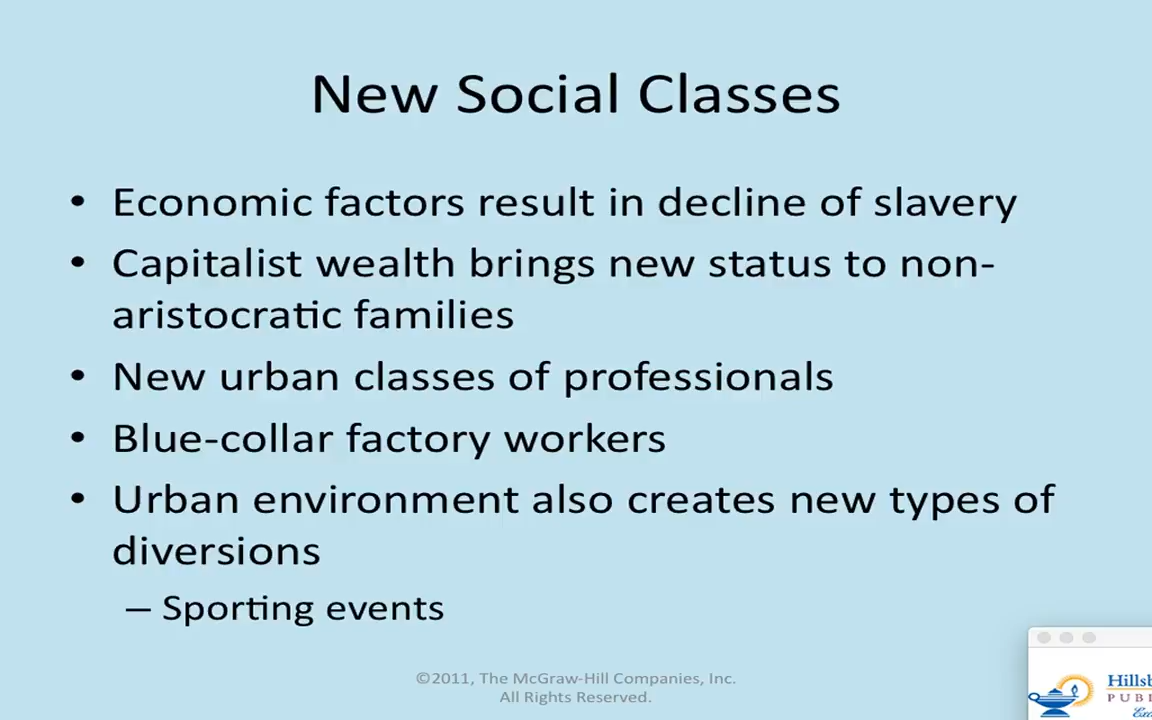 New Social Classes
• Economic factors result in decline of slavery
• Capitalist wealth brings new status to non-
aristocratic families
• New urban classes of professionals
• Blue-collar factory workers
• Urban environment also creates new types of
diversions
– Sporting events
©2011, The McGraw-Hill Companies, Inc.
All Rights Reserved.